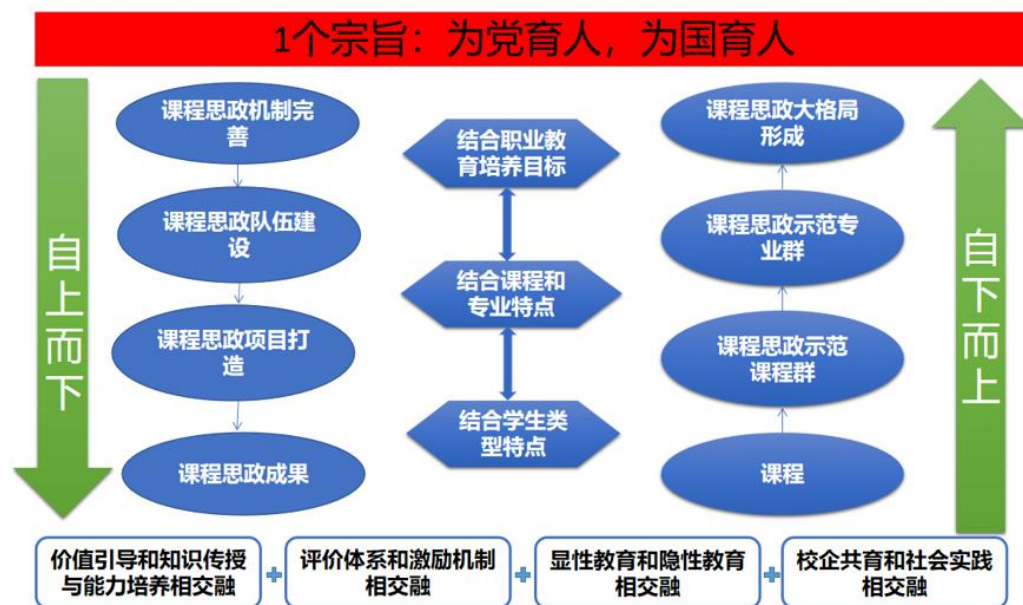 1个宗旨：为党育人，为国育人
自上而下
课程思政机制完
善
课程思政队伍建
设
课程思政项目打
造
课程思政成果
结合职业教
育培养目标
结合课程和
专业特点
结合学生类
型特点
课程思政大格局
形成
课程思政示范专
业群
课程思政示范
课程群
课程
自下而上
价值引导和知识传授
与能力培养相交融
评价体系和激励机制
相交融
显性教育和隐性教育
相交融
校企共育和社会实践
相交融